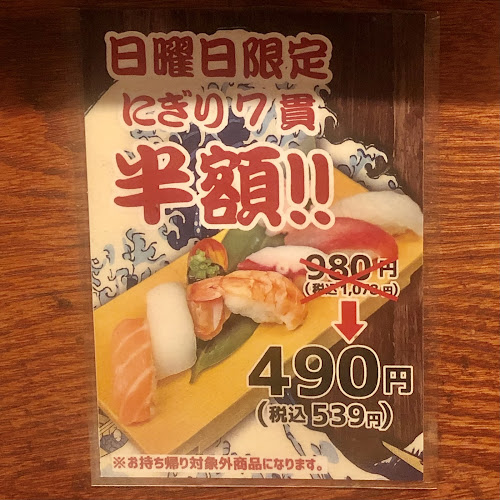 日曜日限定
にぎり7貫
半額!!
980円
(税込1,078円)
490円
(税込539円)
※お持ち帰り対象外商品になります。